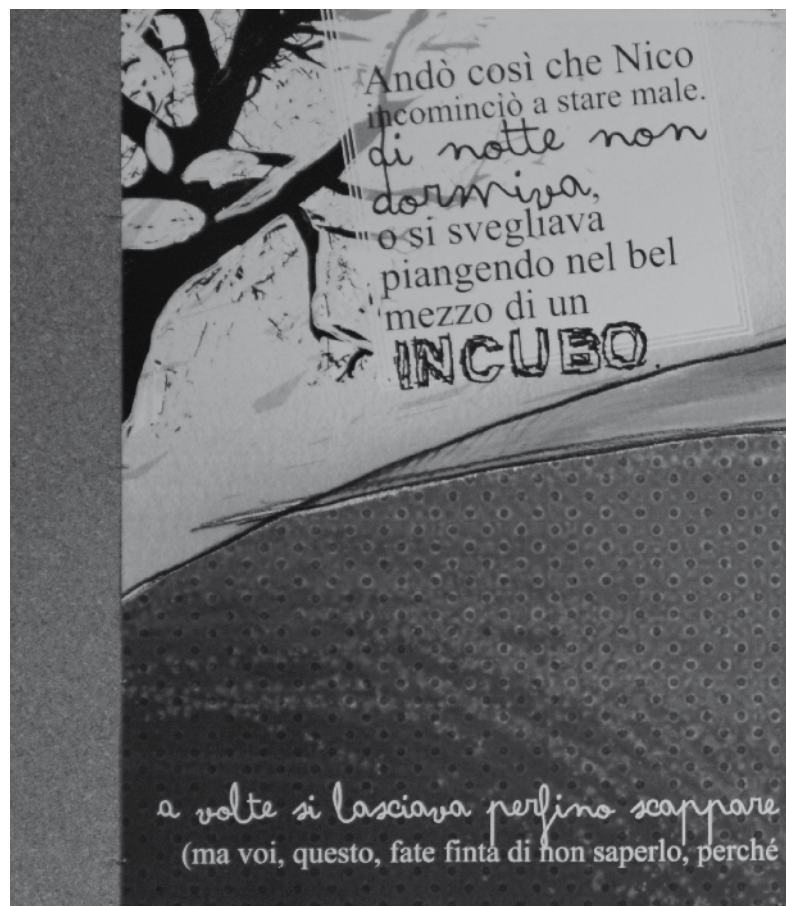 Andò così che Nico
incominciò a stare male.
di notte non
dormiva,
o si svegliava
piangendo nel bel
mezzo di un
INCUBO.
a volte si lasciava perfino scappare
(ma voi, questo, fate finta di non saperlo, perché